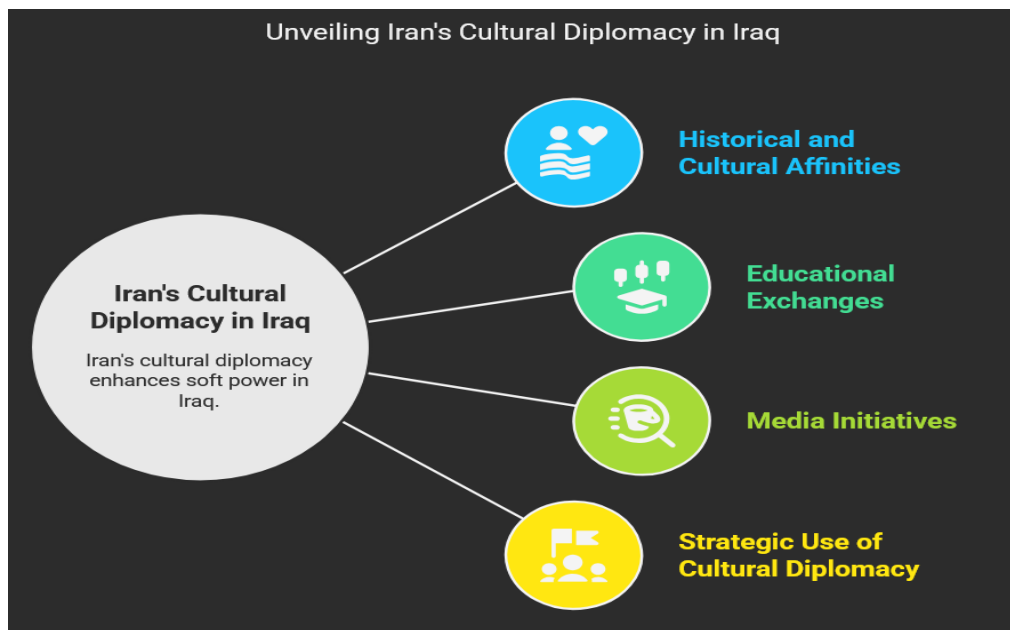 Unveiling Iran's Cultural Diplomacy in Iraq
Iran's Cultural
Diplomacy in Iraq
Iran's cultural diplomacy
enhances soft power in
Iraq.
Historical and
Cultural Affinities
Educational
Exchanges
Media Initiatives
Strategic Use of
Cultural Diplomacy